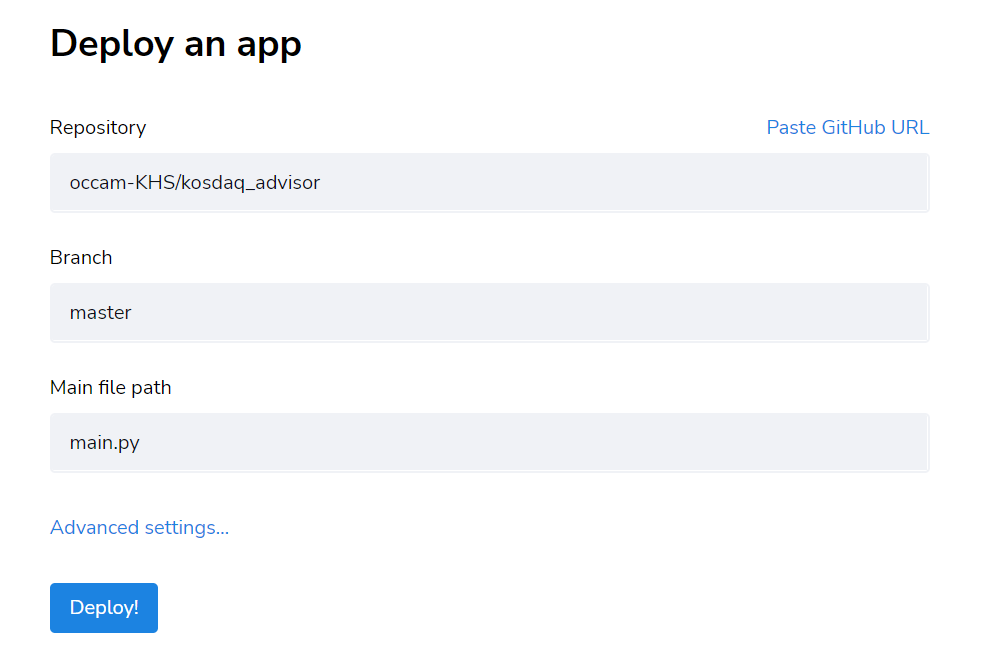 Deploy an app
Repository
Paste GitHub URL
occam-KHS/kosdaq_advisor
Branch
master
Main file path
main.py
Advanced settings...
Deploy!